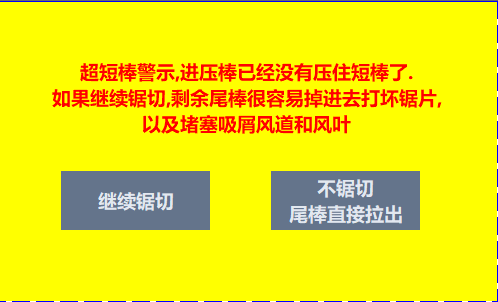 超短棒警示,进压棒已经没有压住短棒了.
如果继续锯切,剩余尾棒很容易掉进去打坏锯片,
以及堵塞吸屑风道和风叶
继续锯切
不锯切
尾棒直接拉出